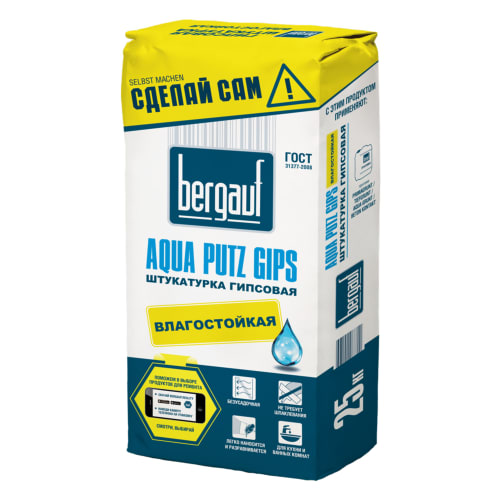 SELBST MACHEN
СДЕЛАЙ САМ
bergauf
ГОСТ
31377-2008
AQUA PUTZ GIPS
ШТУКАТУРКА ГИПСОВАЯ
ВЛАГОСТОЙКАЯ
ПОМОЖЕМ В ВЫБОРЕ
ПРОДУКТОВ ДЛЯ РЕМОНТА
СМОТРИ, ВЫБИРАЙ
БЕЗУСАДОЧНАЯ
НЕ ТРЕБУЕТ
ШПАКЛЕВАНИЯ
ЛЕГКО НАНОСИТСЯ
И РАЗРАВНИВАЕТСЯ
ДЛЯ КУХНИ И
ВАННЫХ КОМНАТ
С ЭТИМ ПРОДУКТОМ
ПРИМЕНЯЮТ:
AQUA PUTZ GIPS
ВЛАГОСТОЙКАЯ
ШТУКАТУРКА ГИПСОВАЯ
bergauf
25 КГ